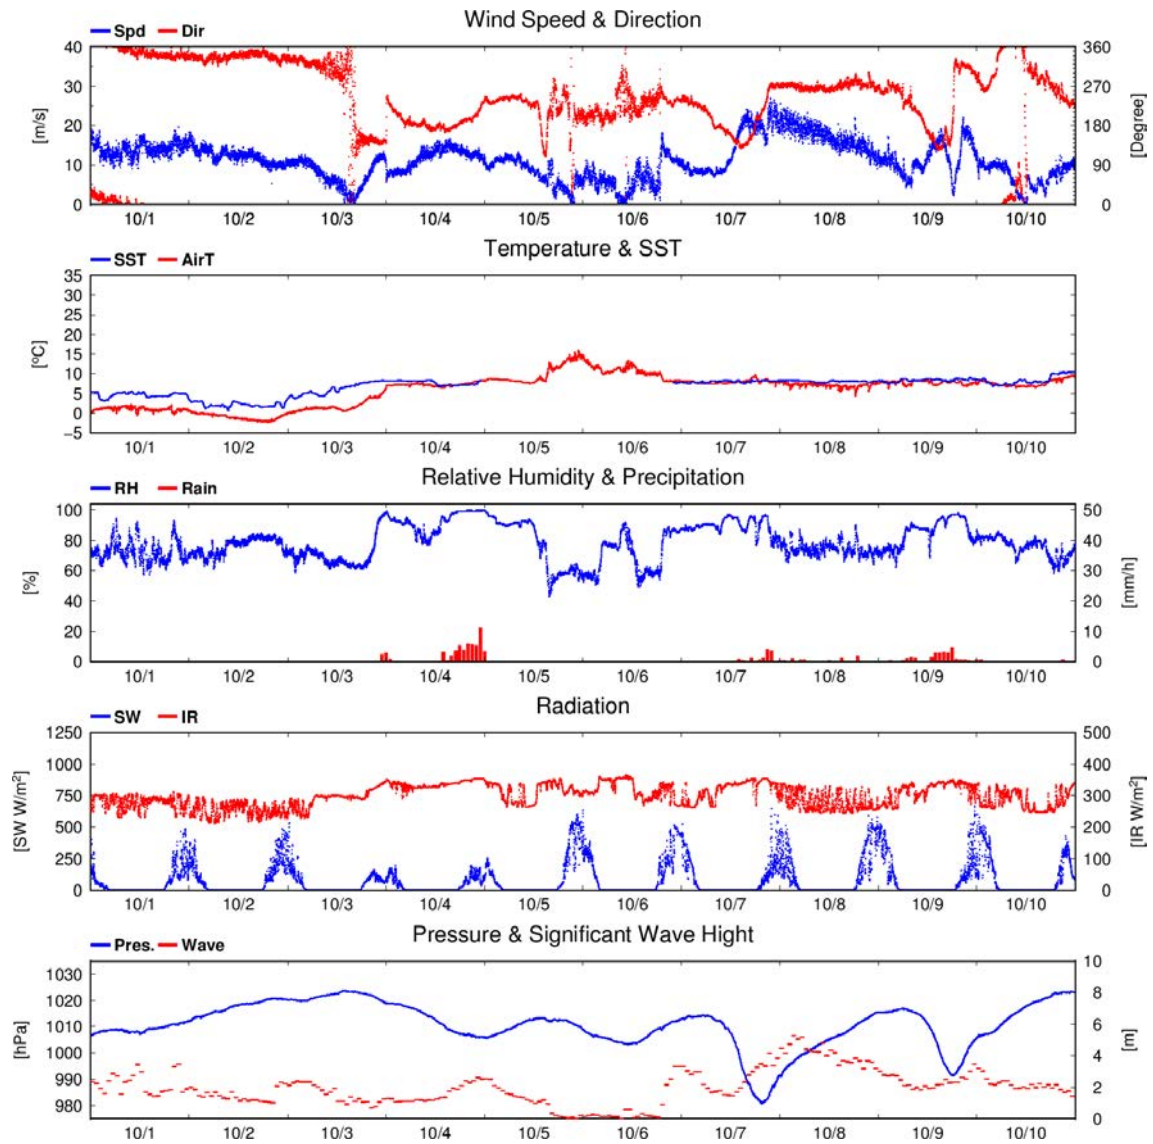 Wind Speed & Direction
Spd Dir
40 360
30 270
20 180
10 90
0 0
[m/s] [Degree]
10/1 10/2 10/3 10/4 10/5 10/6 10/7 10/8 10/9 10/10
Temperature & SST
SST AirT
35
30
25
20
15
10
5
0
−5
[°C]
10/1 10/2 10/3 10/4 10/5 10/6 10/7 10/8 10/9 10/10
Relative Humidity & Precipitation
RH Rain
100 50
80 40
60 30
40 20
20 10
0 0
[%] [mm/h]
10/1 10/2 10/3 10/4 10/5 10/6 10/7 10/8 10/9 10/10
Radiation
SW IR
1250 500
1000 400
750 300
500 200
250 100
0 0
[SW W/m²] [IR W/m²]
10/1 10/2 10/3 10/4 10/5 10/6 10/7 10/8 10/9 10/10
Pressure & Significant Wave Hight
Pres. Wave
1030 10
1020 8
1010 6
1000 4
990 2
980 0
[hPa] [m]
10/1 10/2 10/3 10/4 10/5 10/6 10/7 10/8 10/9 10/10